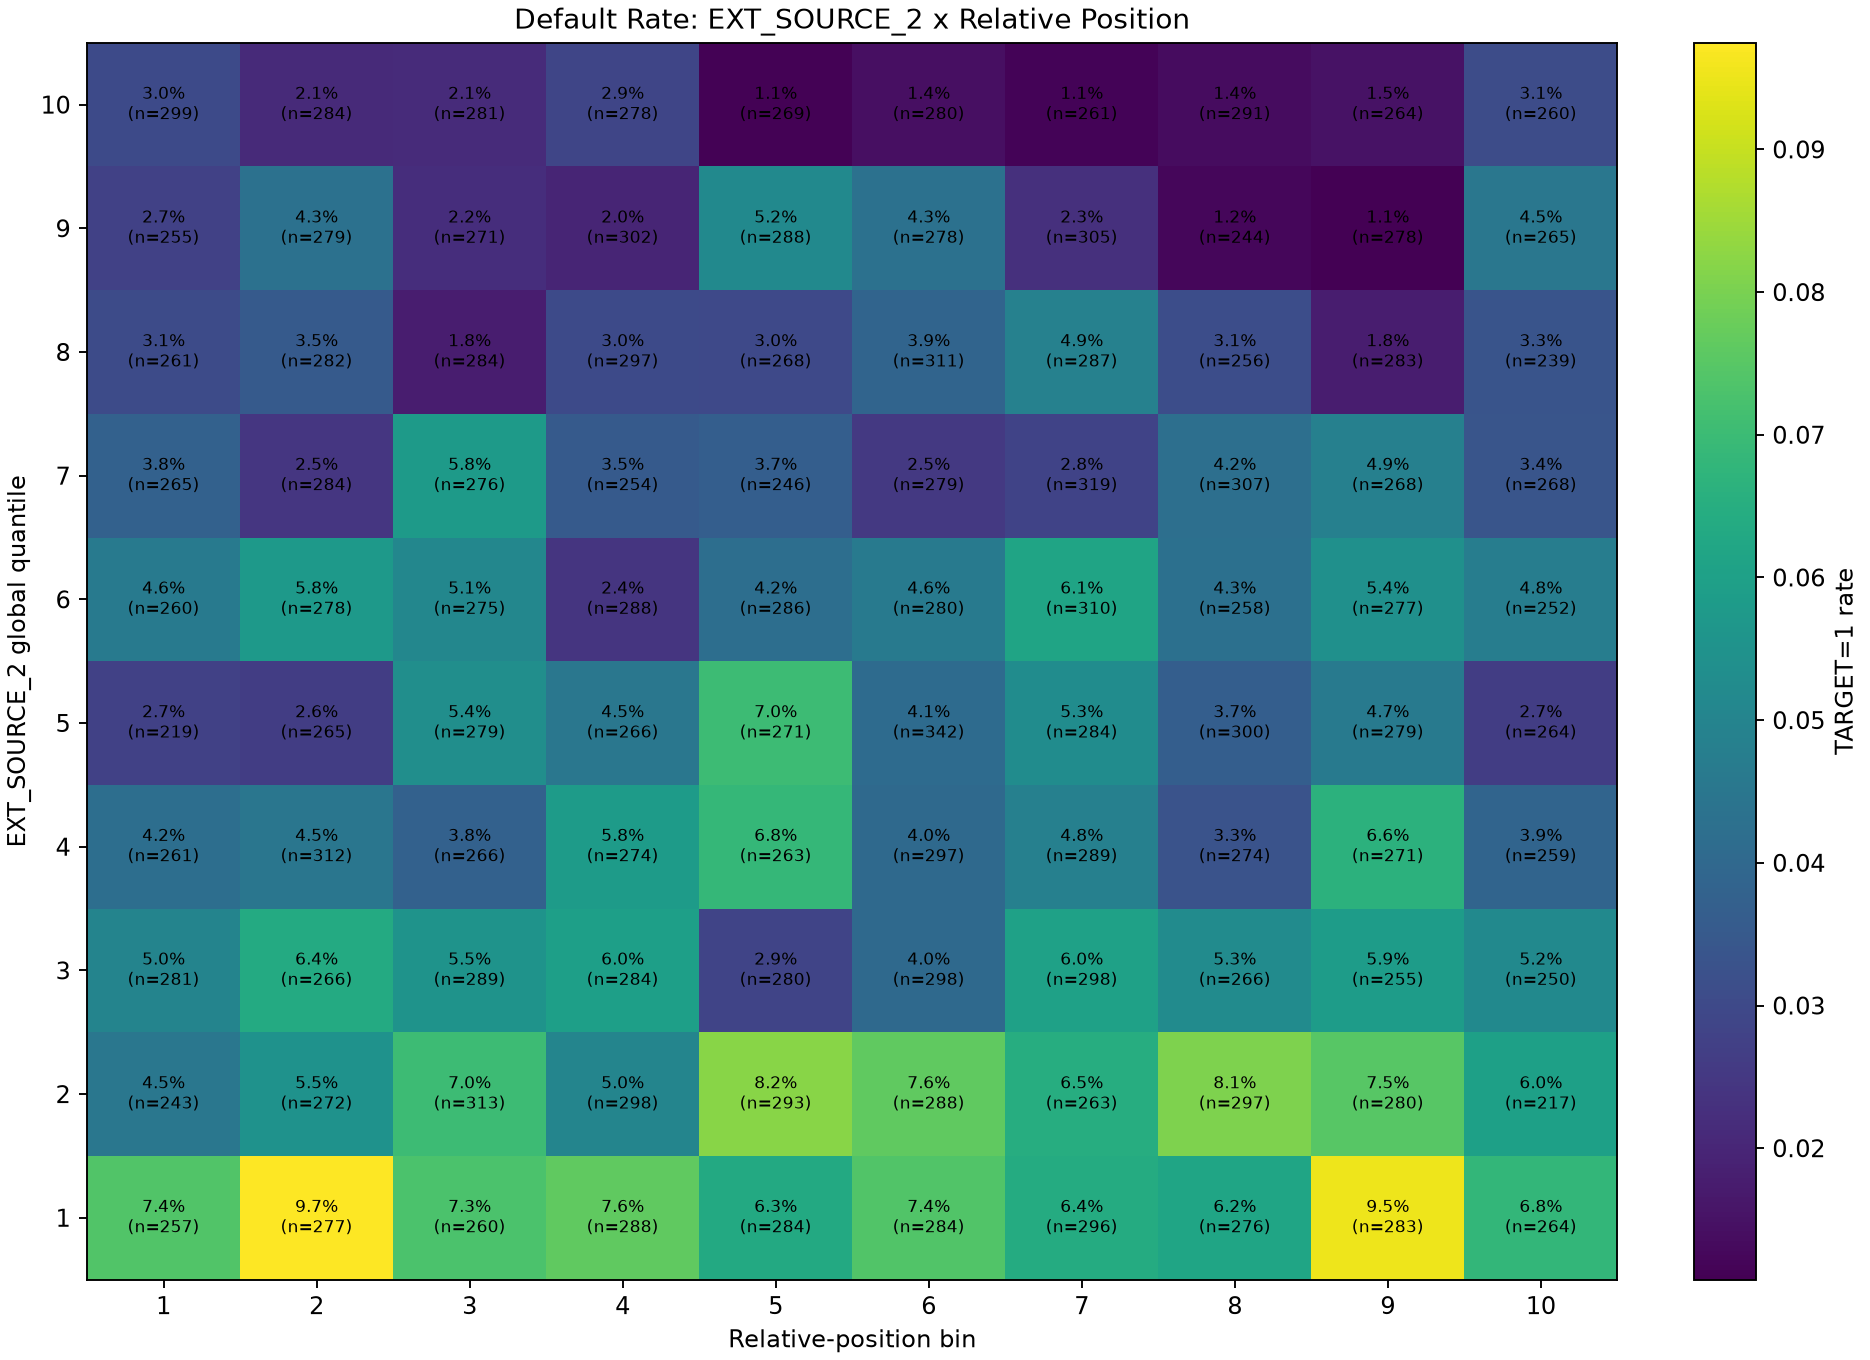 Default Rate: EXT_SOURCE_2 x Relative Position
10
3.0% 2.1% 2.1% 2.9% 1.1% 1.4% 1.1% 1.4% 1.5% 3.1%
(n=299) (n=284) (n=281) (n=278) (n=269) (n=280) (n=261) (n=291) (n=264) (n=260)
9
2.7% 4.3% 2.2% 2.0% 5.2% 4.3% 2.3% 1.2% 1.1% 4.5%
(n=255) (n=279) (n=271) (n=302) (n=288) (n=278) (n=305) (n=244) (n=278) (n=265)
8
3.1% 3.5% 1.8% 3.0% 3.0% 3.9% 4.9% 3.1% 1.8% 3.3%
(n=261) (n=282) (n=284) (n=297) (n=268) (n=311) (n=287) (n=256) (n=283) (n=239)
7
3.8% 2.5% 5.8% 3.5% 3.7% 2.5% 2.8% 4.2% 4.9% 3.4%
(n=265) (n=284) (n=276) (n=254) (n=246) (n=279) (n=319) (n=307) (n=268) (n=268)
6
4.6% 5.8% 5.1% 2.4% 4.2% 4.6% 6.1% 4.3% 5.4% 4.8%
(n=260) (n=278) (n=275) (n=288) (n=286) (n=280) (n=310) (n=258) (n=277) (n=252)
5
2.7% 2.6% 5.4% 4.5% 7.0% 4.1% 5.3% 3.7% 4.7% 2.7%
(n=219) (n=265) (n=279) (n=266) (n=271) (n=342) (n=284) (n=300) (n=279) (n=264)
4
4.2% 4.5% 3.8% 5.8% 6.8% 4.0% 4.8% 3.3% 6.6% 3.9%
(n=261) (n=312) (n=266) (n=274) (n=263) (n=297) (n=289) (n=274) (n=271) (n=259)
3
5.0% 6.4% 5.5% 6.0% 2.9% 4.0% 6.0% 5.3% 5.9% 5.2%
(n=281) (n=266) (n=289) (n=284) (n=280) (n=298) (n=298) (n=266) (n=255) (n=250)
2
4.5% 5.5% 7.0% 5.0% 8.2% 7.6% 6.5% 8.1% 7.5% 6.0%
(n=243) (n=272) (n=313) (n=298) (n=293) (n=288) (n=263) (n=297) (n=280) (n=217)
1
7.4% 9.7% 7.3% 7.6% 6.3% 7.4% 6.4% 6.2% 9.5% 6.8%
(n=257) (n=277) (n=260) (n=288) (n=284) (n=284) (n=296) (n=276) (n=283) (n=264)
1 2 3 4 5 6 7 8 9 10
Relative-position bin
EXT_SOURCE_2 global quantile
0.09
0.08
0.07
0.06
0.05
0.04
0.03
0.02
TARGET=1 rate